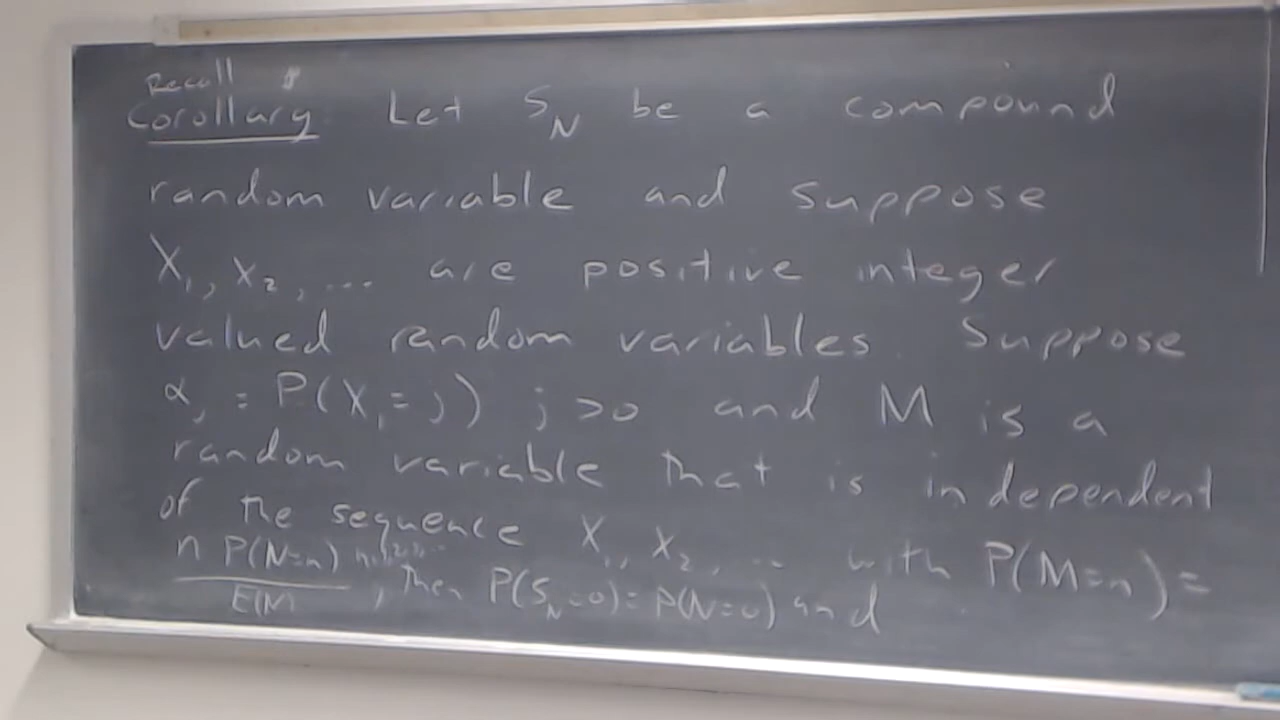 Recall
Corollary: Let S_N be a compound
random variable and suppose
X_1, X_2, ... are positive integer
valued random variables. Suppose
α_j = P(X_1 = j) j > 0 and M is a
random variable that is independent
of the sequence X_1, X_2, ... with P(M=n) =
n P(N=n) / E(N , then P(S_N=0) = P(N=0) and